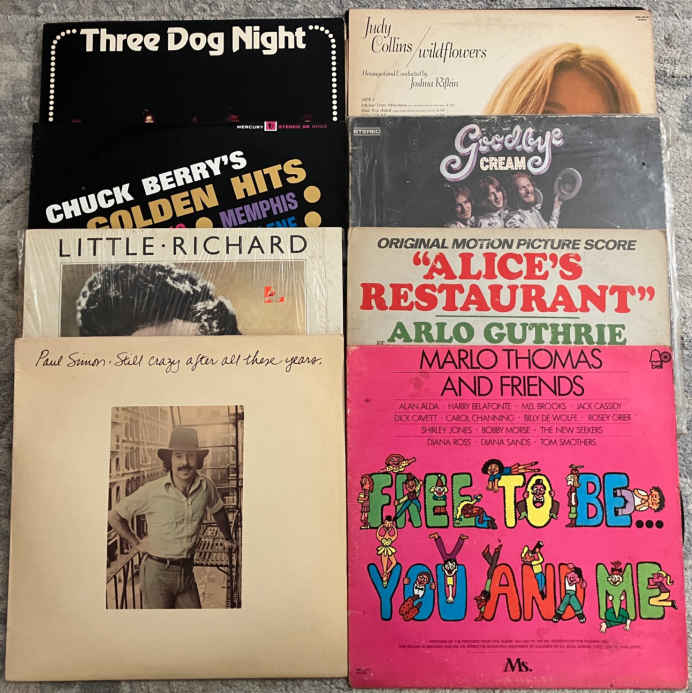 Three Dog Night
MERCURY STEREO SR
CHUCK BERRY'S
GOLDEN HITS
MEMPHIS
LITTLE · RICHARD
Paul Simon · Still crazy after all these years.
Judy
Collins / wildflowers
Arranged and Conducted by
Joshua Rifkin
STEREO
Goodbye
CREAM
ORIGINAL MOTION PICTURE SCORE
"ALICE'S
RESTAURANT"
ARLO GUTHRIE
bell
MARLO THOMAS
AND FRIENDS
ALAN ALDA · HARRY BELAFONTE · MEL BROOKS · JACK CASSIDY
DICK CAVETT · CAROL CHANNING · BILLY DE WOLFE · ROSEY GRIER
SHIRLEY JONES · BOBBY MORSE · THE NEW SEEKERS
DIANA ROSS · DIANA SANDS · TOM SMOTHERS
FREE TO BE...
YOU AND ME
Ms.